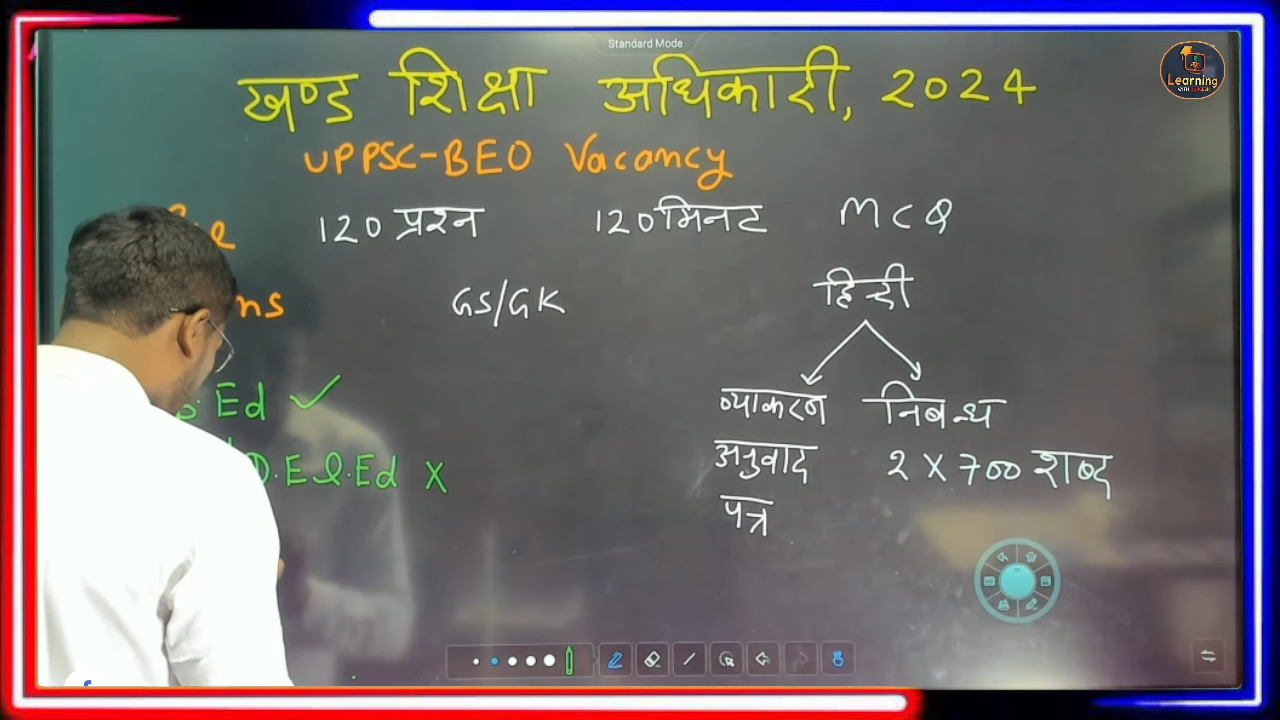 Standard Mode
Learning
खण्ड शिक्षा अधिकारी, 2024
UPPSC-BEO Vacancy
120 प्रश्न 120 मिनट MCQ
GS/GK हिन्दी
Ed ✓ व्याकरण निबन्ध
D.El.Ed X अनुवाद 2 X 700 शब्द
पत्र